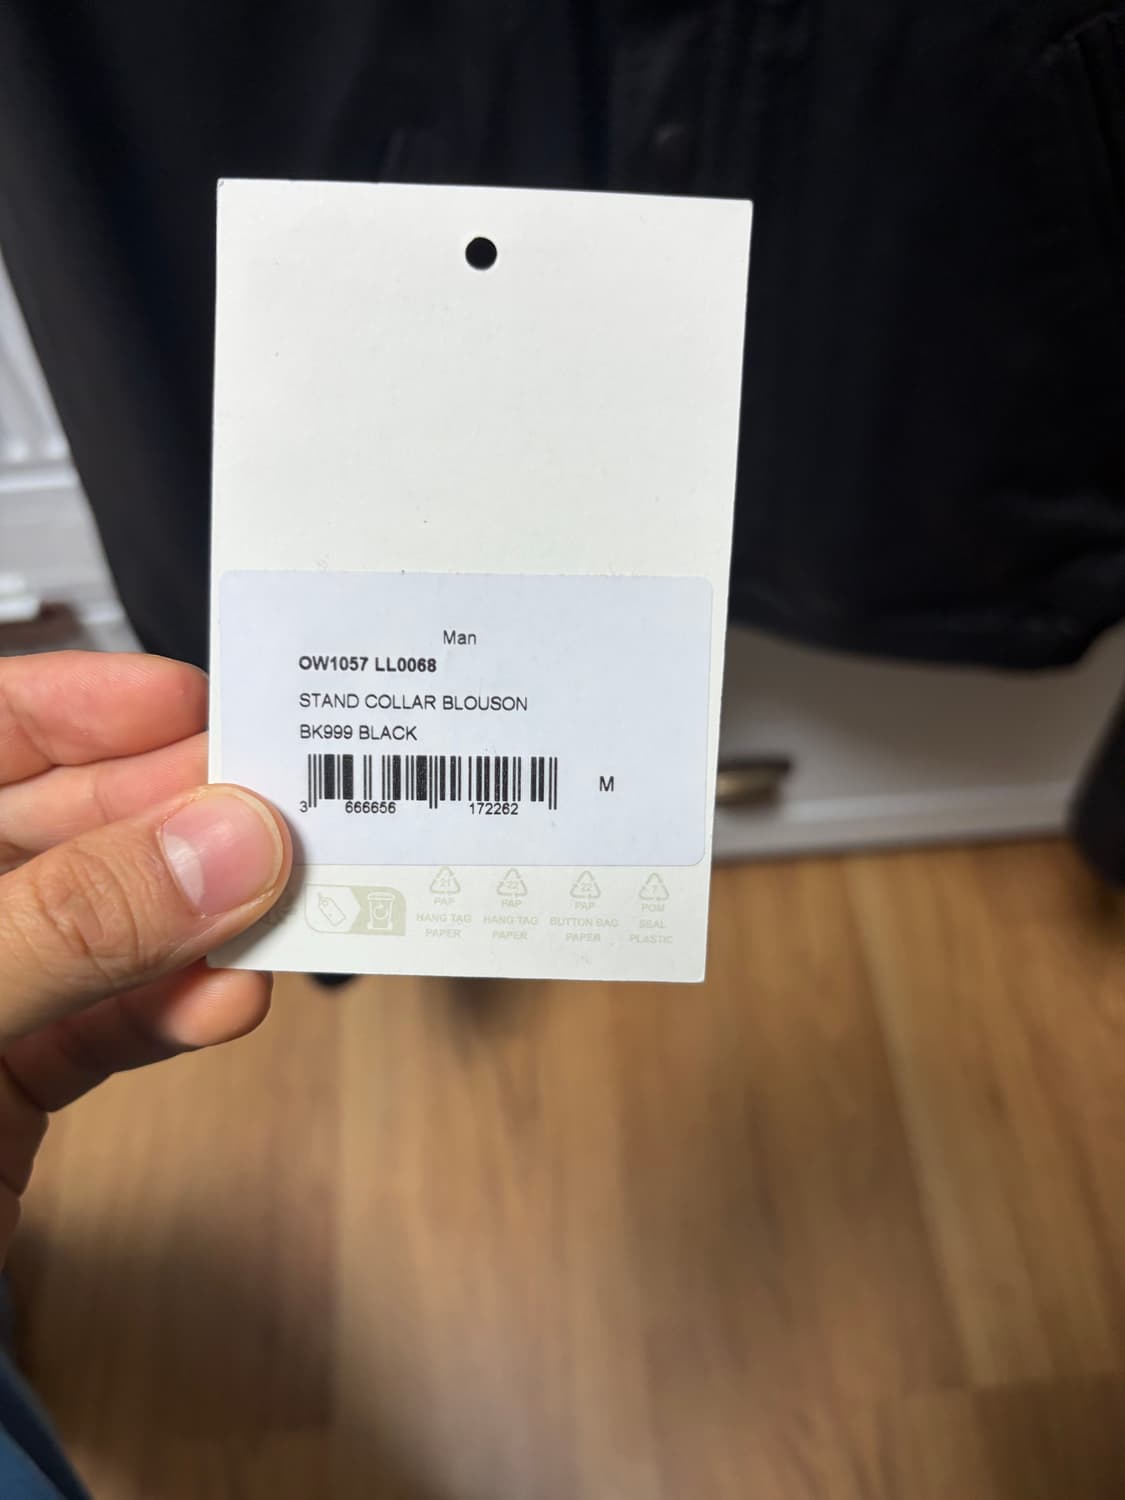 Man
OW1057 LL0068
STAND COLLAR BLOUSON
BK999 BLACK
M
3 666656 172262
21 22 22 7
PAP PAP PAP POM
HANG TAG HANG TAG BUTTON BAG SEAL
PAPER PAPER PAPER PLASTIC